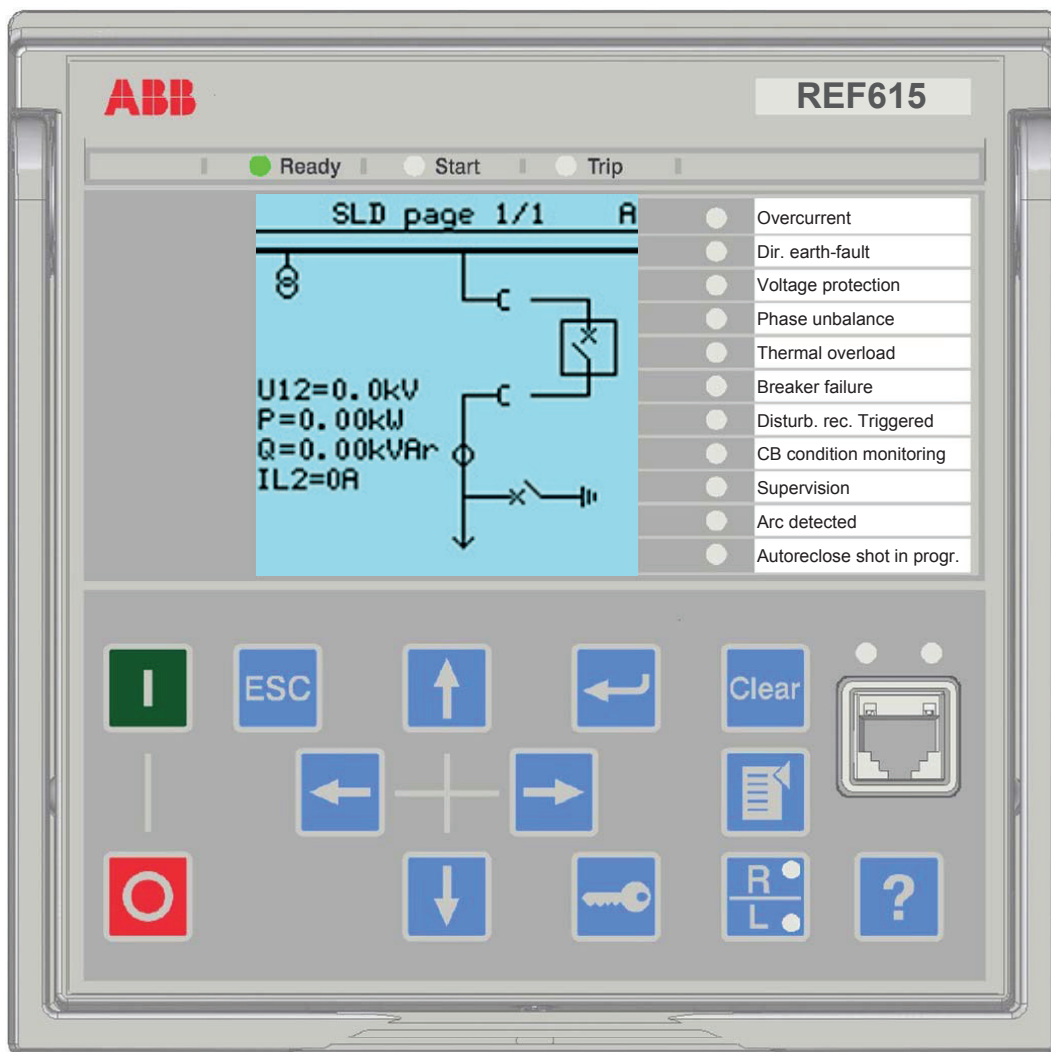 ABB
REF615
Ready Start Trip
SLD page 1/1 A
U12=0.0kV
P=0.00kW
Q=0.00kVAr
IL2=0A
Overcurrent
Dir. earth-fault
Voltage protection
Phase unbalance
Thermal overload
Breaker failure
Disturb. rec. Triggered
CB condition monitoring
Supervision
Arc detected
Autoreclose shot in progr.
I
ESC
Clear
O
R
L
?